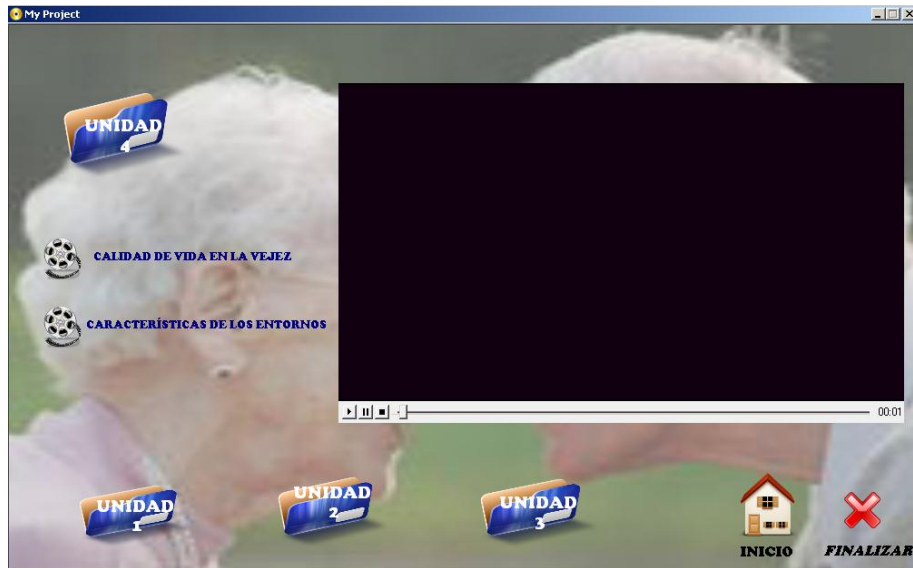 My Project
UNIDAD
4
CALIDAD DE VIDA EN LA VEJEZ
CARACTERÍSTICAS DE LOS ENTORNOS
00:01
UNIDAD
1
UNIDAD
2
UNIDAD
3
INICIO
FINALIZAR